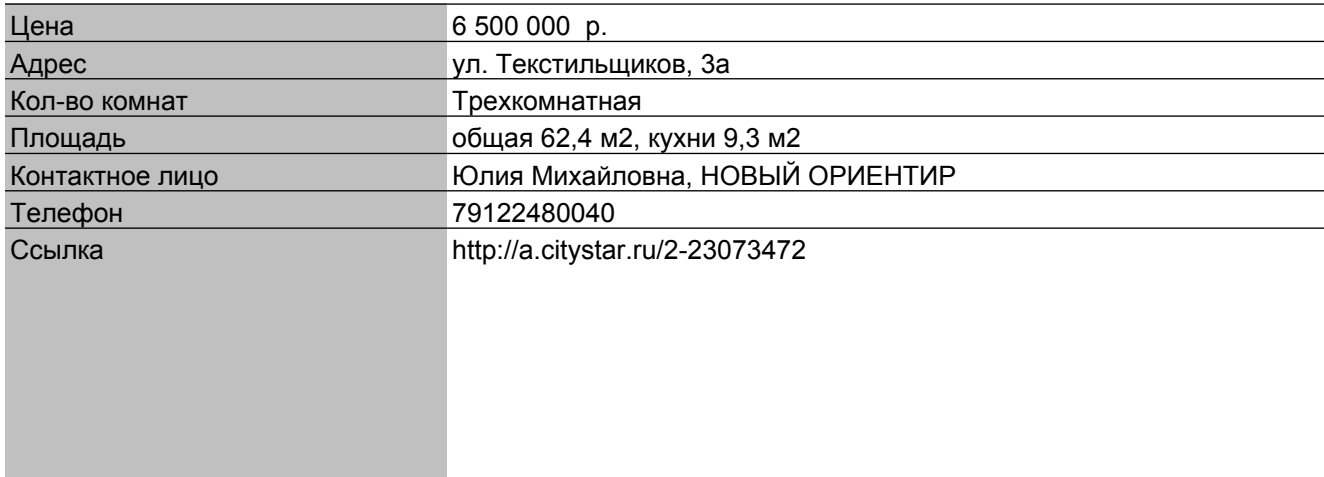 Цена 6 500 000 р.
Адрес ул. Текстильщиков, 3а
Кол-во комнат Трехкомнатная
Площадь общая 62,4 м2, кухни 9,3 м2
Контактное лицо Юлия Михайловна, НОВЫЙ ОРИЕНТИР
Телефон 79122480040
Ссылка http://a.citystar.ru/2-23073472